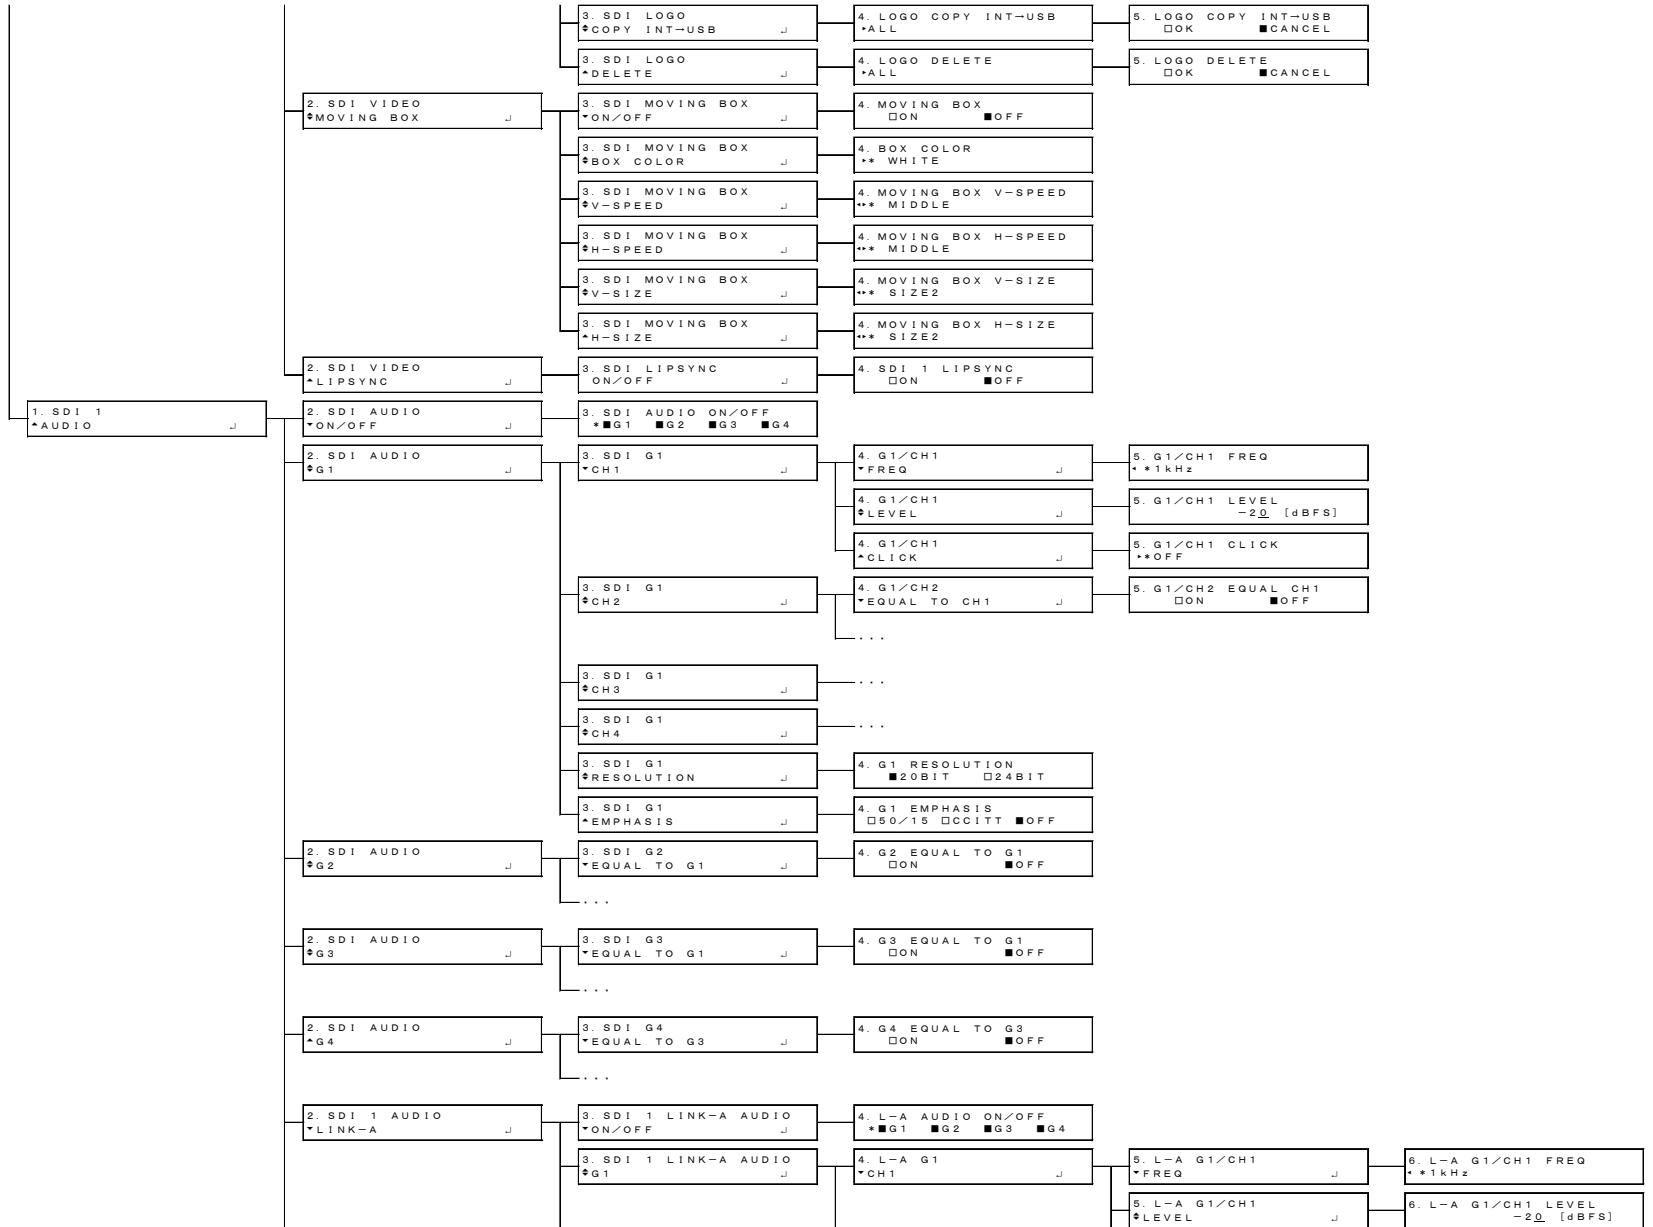 3. SDI LOGO
COPY INT→USB ↵
4. LOGO COPY INT→USB
ALL
5. LOGO COPY INT→USB
□OK ■CANCEL
3. SDI LOGO
DELETE ↵
4. LOGO DELETE
ALL
5. LOGO DELETE
□OK ■CANCEL
2. SDI VIDEO
MOVING BOX ↵
3. SDI MOVING BOX
ON/OFF ↵
4. MOVING BOX
□ON ■OFF
3. SDI MOVING BOX
BOX COLOR ↵
4. BOX COLOR
* WHITE
3. SDI MOVING BOX
V-SPEED ↵
4. MOVING BOX V-SPEED
* MIDDLE
3. SDI MOVING BOX
H-SPEED ↵
4. MOVING BOX H-SPEED
* MIDDLE
3. SDI MOVING BOX
V-SIZE ↵
4. MOVING BOX V-SIZE
* SIZE2
3. SDI MOVING BOX
H-SIZE ↵
4. MOVING BOX H-SIZE
* SIZE2
2. SDI VIDEO
LIPSYNC ↵
3. SDI LIPSYNC
ON/OFF ↵
4. SDI 1 LIPSYNC
□ON ■OFF
1. SDI 1
AUDIO ↵
2. SDI AUDIO
ON/OFF ↵
3. SDI AUDIO ON/OFF
*■G1 ■G2 ■G3 ■G4
2. SDI AUDIO
G1 ↵
3. SDI G1
CH1 ↵
4. G1/CH1
FREQ ↵
5. G1/CH1 FREQ
*1kHz
4. G1/CH1
LEVEL ↵
5. G1/CH1 LEVEL
-20 [dBFS]
4. G1/CH1
CLICK ↵
5. G1/CH1 CLICK
*OFF
3. SDI G1
CH2 ↵
4. G1/CH2
EQUAL TO CH1 ↵
5. G1/CH2 EQUAL CH1
□ON ■OFF
...
3. SDI G1
CH3 ↵
...
3. SDI G1
CH4 ↵
...
3. SDI G1
RESOLUTION ↵
4. G1 RESOLUTION
■20BIT □24BIT
3. SDI G1
EMPHASIS ↵
4. G1 EMPHASIS
□50/15 □CCITT ■OFF
2. SDI AUDIO
G2 ↵
3. SDI G2
EQUAL TO G1 ↵
4. G2 EQUAL TO G1
□ON ■OFF
...
2. SDI AUDIO
G3 ↵
3. SDI G3
EQUAL TO G1 ↵
4. G3 EQUAL TO G1
□ON ■OFF
...
2. SDI AUDIO
G4 ↵
3. SDI G4
EQUAL TO G3 ↵
4. G4 EQUAL TO G3
□ON ■OFF
...
2. SDI 1 AUDIO
LINK-A ↵
3. SDI 1 LINK-A AUDIO
ON/OFF ↵
4. L-A AUDIO ON/OFF
*■G1 ■G2 ■G3 ■G4
3. SDI 1 LINK-A AUDIO
G1 ↵
4. L-A G1
CH1 ↵
5. L-A G1/CH1
FREQ ↵
6. L-A G1/CH1 FREQ
*1kHz
5. L-A G1/CH1
LEVEL ↵
6. L-A G1/CH1 LEVEL
-20 [dBFS]